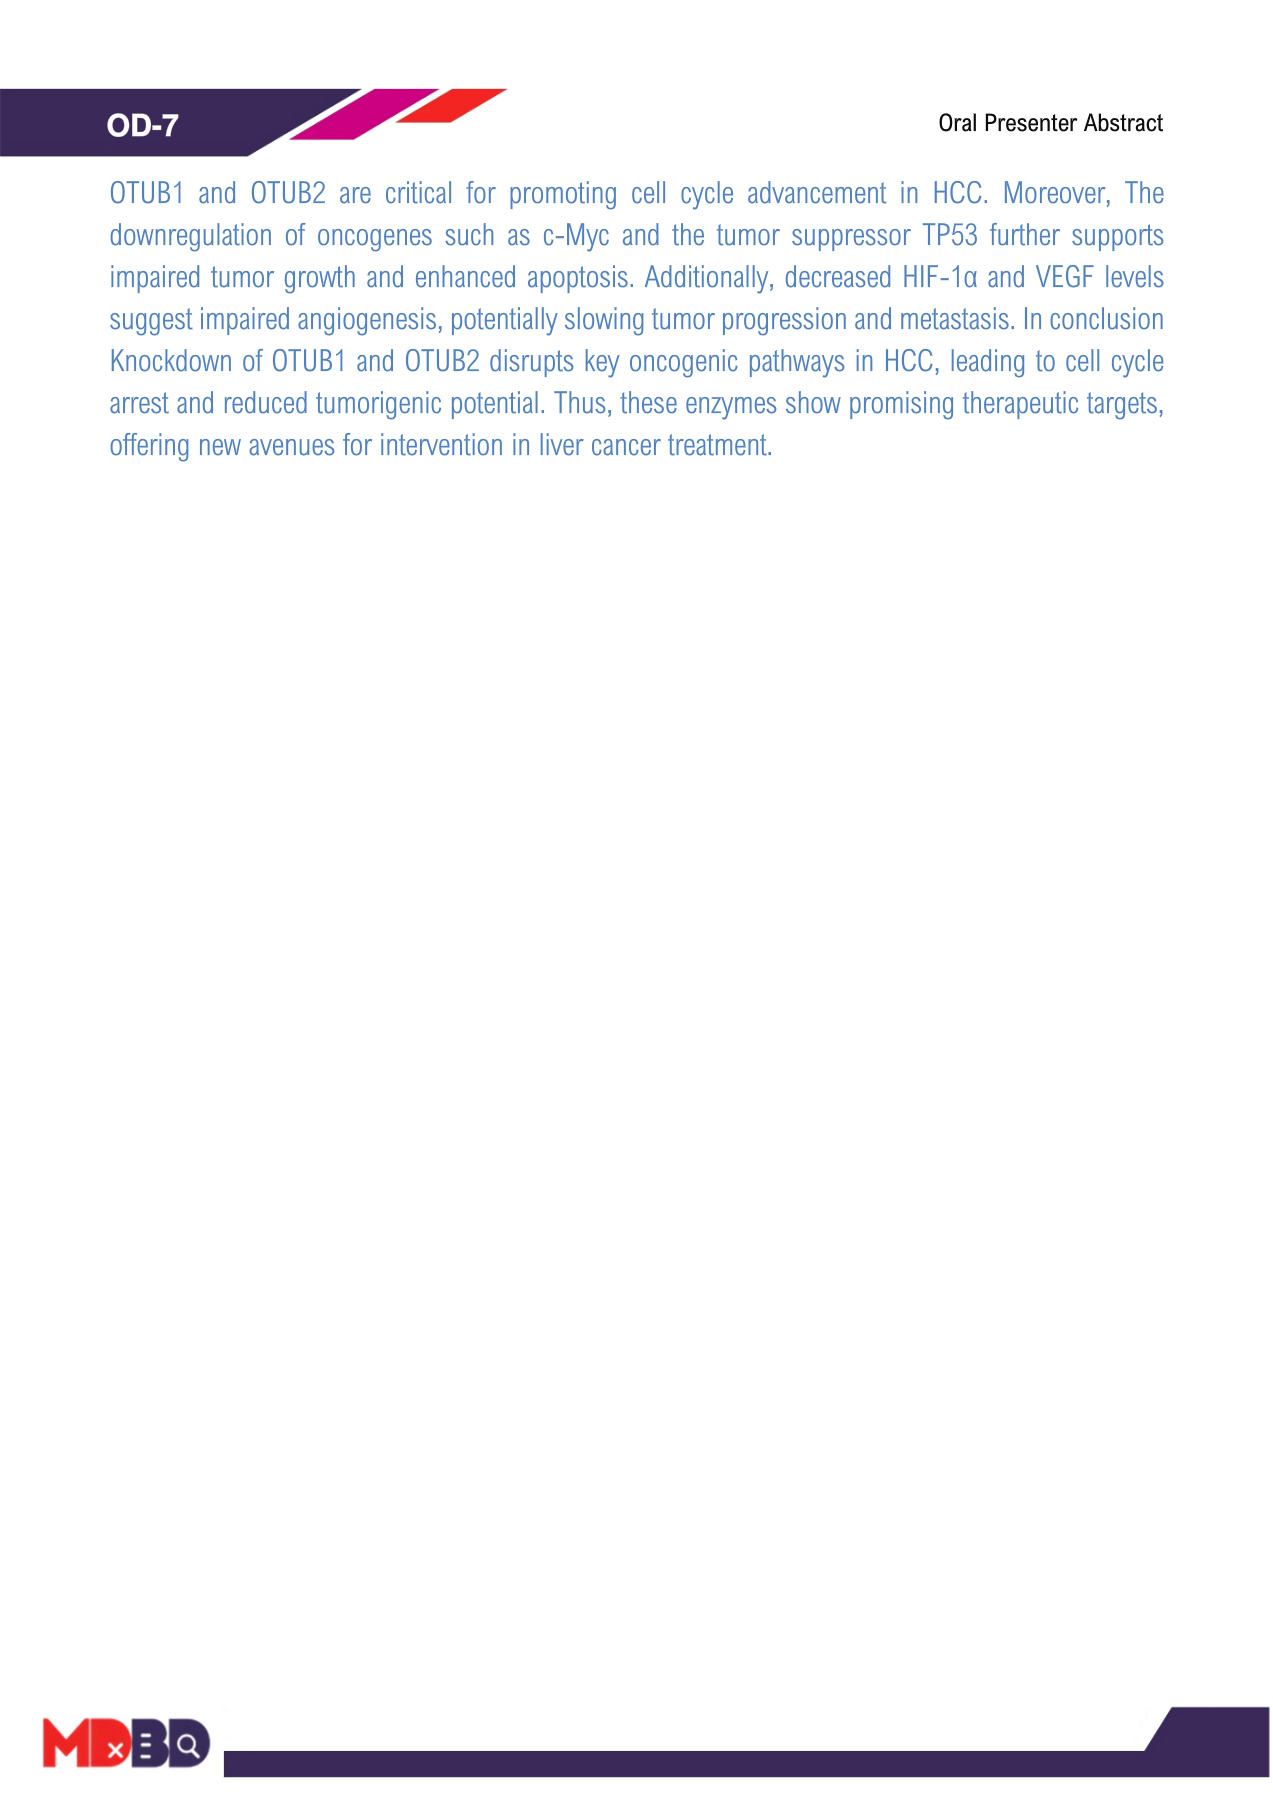 OD-7
Oral Presenter Abstract
OTUB1 and OTUB2 are critical for promoting cell cycle advancement in HCC. Moreover, The
downregulation of oncogenes such as c-Myc and the tumor suppressor TP53 further supports
impaired tumor growth and enhanced apoptosis. Additionally, decreased HIF-1α and VEGF levels
suggest impaired angiogenesis, potentially slowing tumor progression and metastasis. In conclusion
Knockdown of OTUB1 and OTUB2 disrupts key oncogenic pathways in HCC, leading to cell cycle
arrest and reduced tumorigenic potential. Thus, these enzymes show promising therapeutic targets,
offering new avenues for intervention in liver cancer treatment.
MDxBD